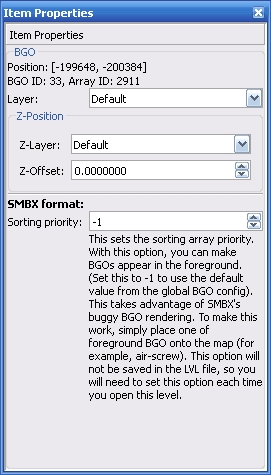 Item Properties
Item Properties
BGO
Position: [-199648, -200384]
BGO ID: 33, Array ID: 2911
Layer: Default
Z-Position
Z-Layer: Default
Z-Offset: 0.0000000
SMBX format:
Sorting priority: -1
This sets the sorting array priority.
With this option, you can make
BGOs appear in the foreground.
(Set this to -1 to use the default
value from the global BGO config).
This takes advantage of SMBX's
buggy BGO rendering. To make this
work, simply place one of
foreground BGO onto the map (for
example, air-screw). This option will
not be saved in the LVL file, so you
will need to set this option each time
you open this level.